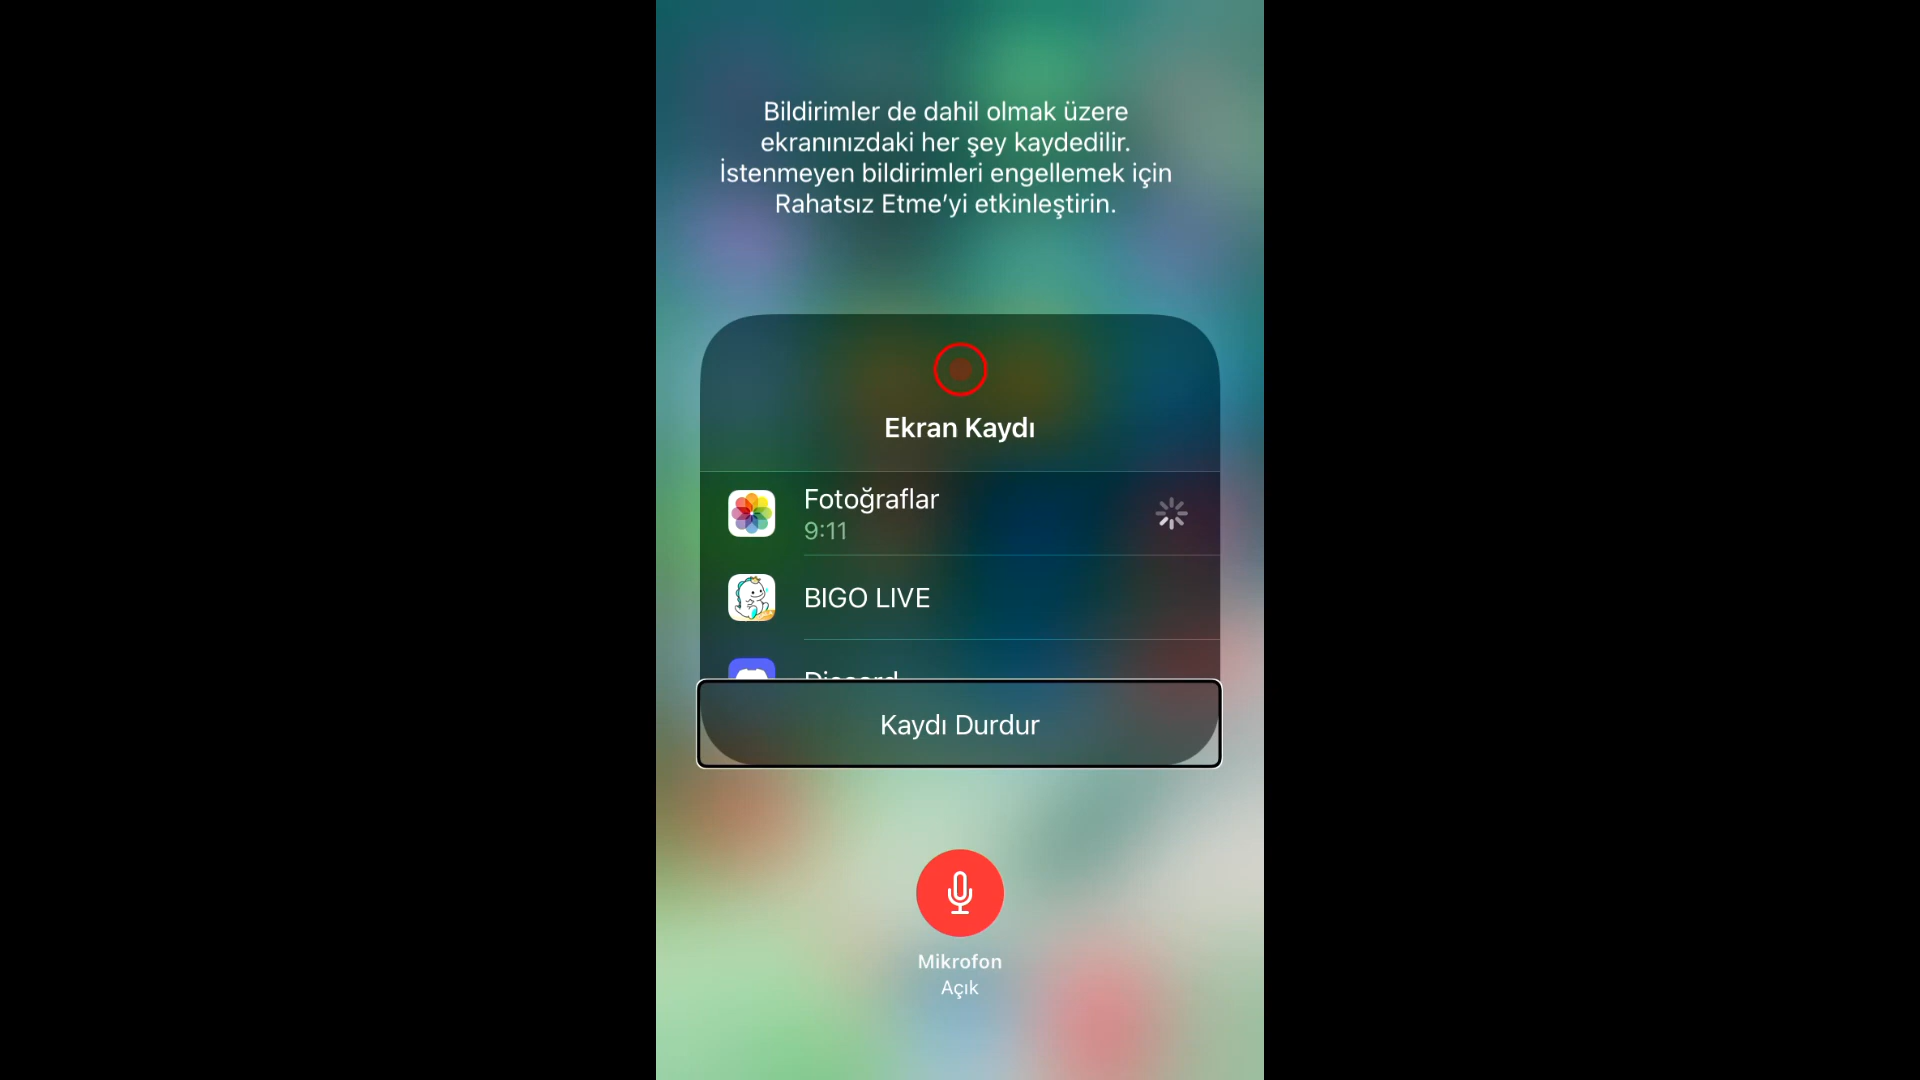 Bildirimler de dahil olmak üzere
ekranınızdaki her şey kaydedilir.
İstenmeyen bildirimleri engellemek için
Rahatsız Etme’yi etkinleştirin.
Ekran Kaydı
Fotoğraflar
9:11
BIGO LIVE
Discord
Kaydı Durdur
Mikrofon
Açık